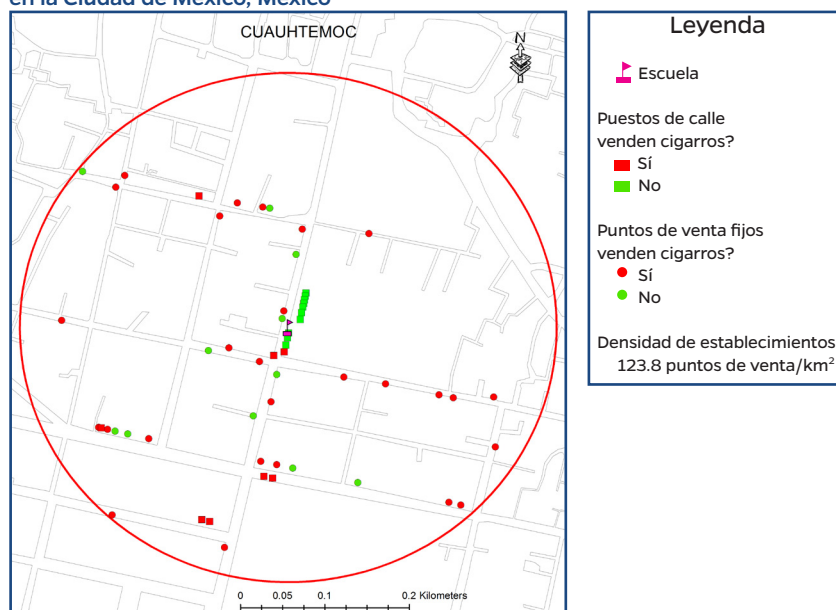 en la Ciudad de México, México
CUAUHTEMOC
N
0 0.05 0.1 0.2 Kilometers
Leyenda
Escuela
Puestos de calle
venden cigarros?
Sí
No
Puntos de venta fijos
venden cigarros?
Sí
No
Densidad de establecimientos
123.8 puntos de venta/km²